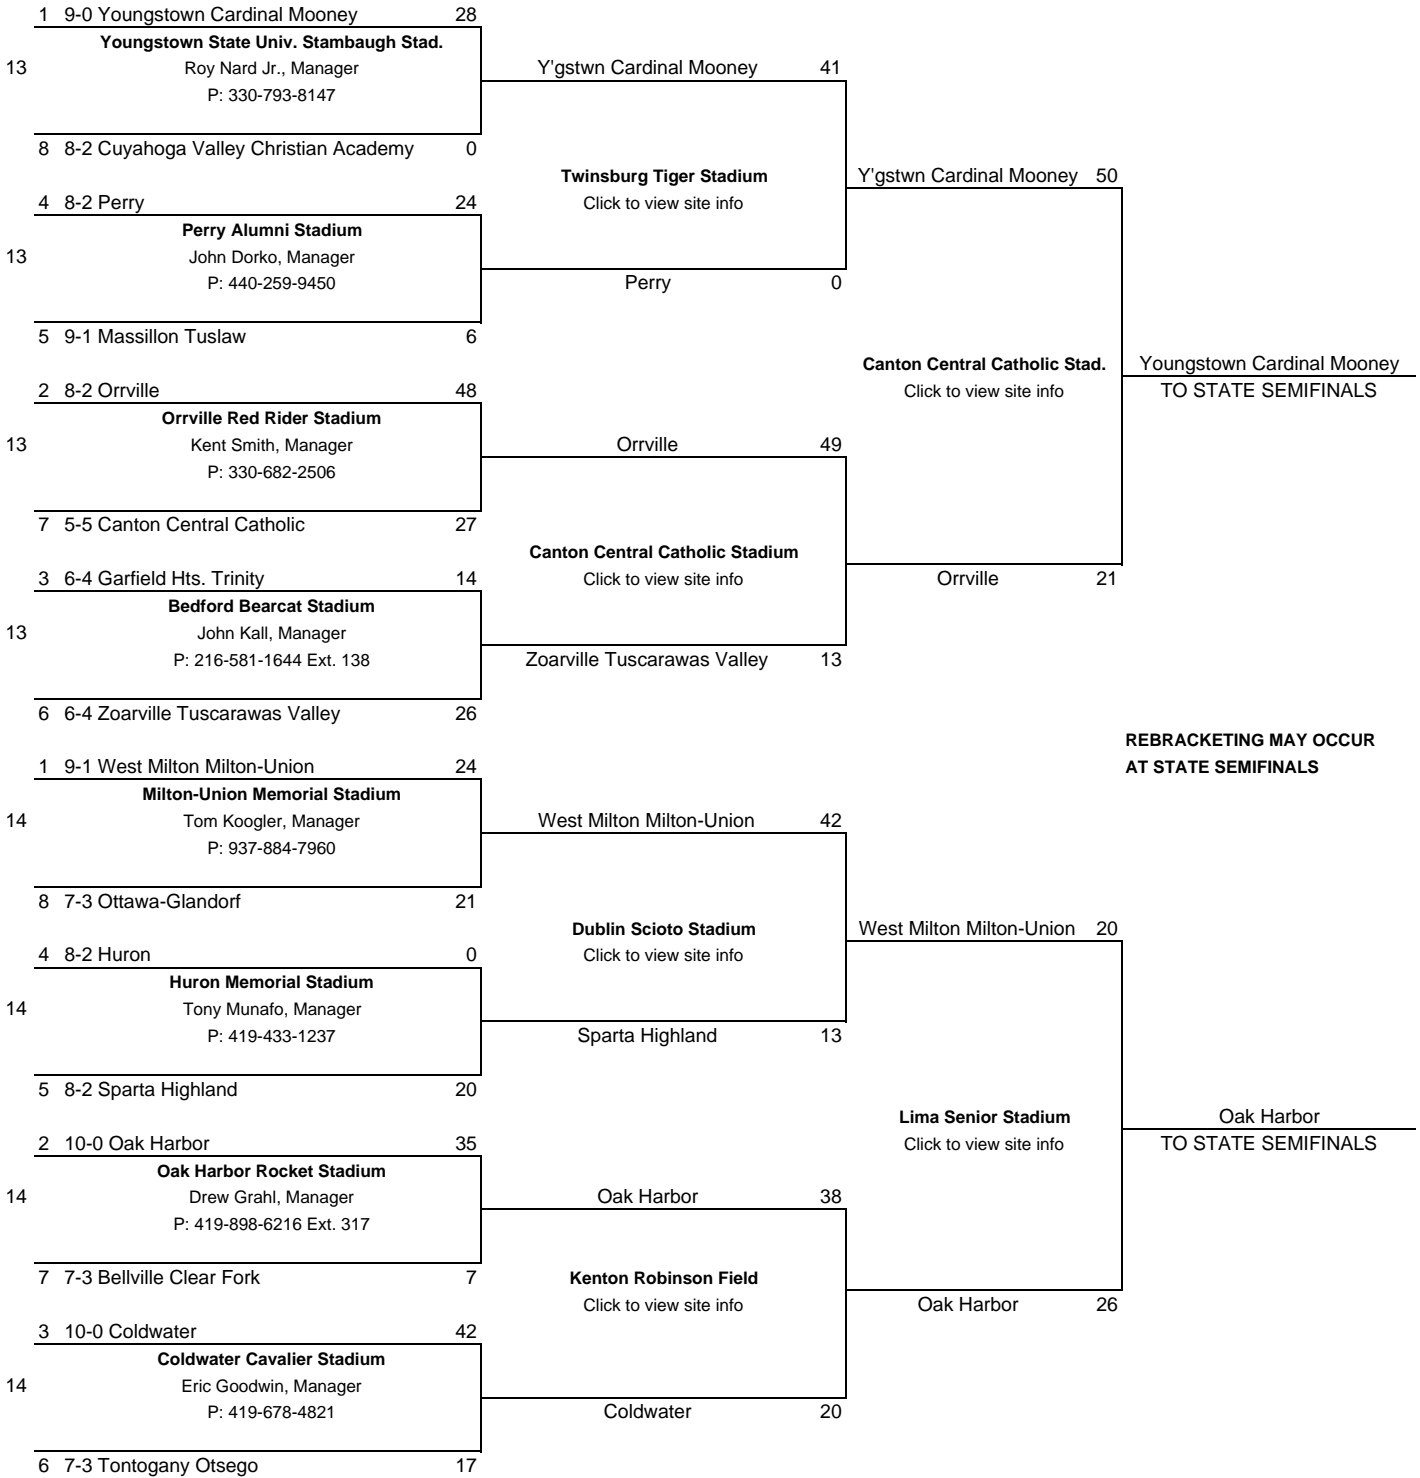 1 9-0 Youngstown Cardinal Mooney 28
Youngstown State Univ. Stambaugh Stad.
13 Roy Nard Jr., Manager
P: 330-793-8147
8 8-2 Cuyahoga Valley Christian Academy 0
4 8-2 Perry 24
Perry Alumni Stadium
13 John Dorko, Manager
P: 440-259-9450
5 9-1 Massillon Tuslaw 6
2 8-2 Orrville 48
Orrville Red Rider Stadium
13 Kent Smith, Manager
P: 330-682-2506
7 5-5 Canton Central Catholic 27
3 6-4 Garfield Hts. Trinity 14
Bedford Bearcat Stadium
13 John Kall, Manager
P: 216-581-1644 Ext. 138
6 6-4 Zoarville Tuscarawas Valley 26
1 9-1 West Milton Milton-Union 24
Milton-Union Memorial Stadium
14 Tom Koogler, Manager
P: 937-884-7960
8 7-3 Ottawa-Glandorf 21
4 8-2 Huron 0
Huron Memorial Stadium
14 Tony Munafo, Manager
P: 419-433-1237
5 8-2 Sparta Highland 20
2 10-0 Oak Harbor 35
Oak Harbor Rocket Stadium
14 Drew Grahl, Manager
P: 419-898-6216 Ext. 317
7 7-3 Bellville Clear Fork 7
3 10-0 Coldwater 42
Coldwater Cavalier Stadium
14 Eric Goodwin, Manager
P: 419-678-4821
6 7-3 Tontogany Otsego 17
Y'gstwn Cardinal Mooney 41
Twinsburg Tiger Stadium
Click to view site info
Perry 0
Orrville 49
Canton Central Catholic Stadium
Click to view site info
Zoarville Tuscarawas Valley 13
West Milton Milton-Union 42
Dublin Scioto Stadium
Click to view site info
Sparta Highland 13
Oak Harbor 38
Kenton Robinson Field
Click to view site info
Coldwater 20
Y'gstwn Cardinal Mooney 50
Canton Central Catholic Stad.
Click to view site info
Orrville 21
West Milton Milton-Union 20
Lima Senior Stadium
Click to view site info
Oak Harbor 26
Youngstown Cardinal Mooney
TO STATE SEMIFINALS
REBRACKETING MAY OCCUR
AT STATE SEMIFINALS
Oak Harbor
TO STATE SEMIFINALS